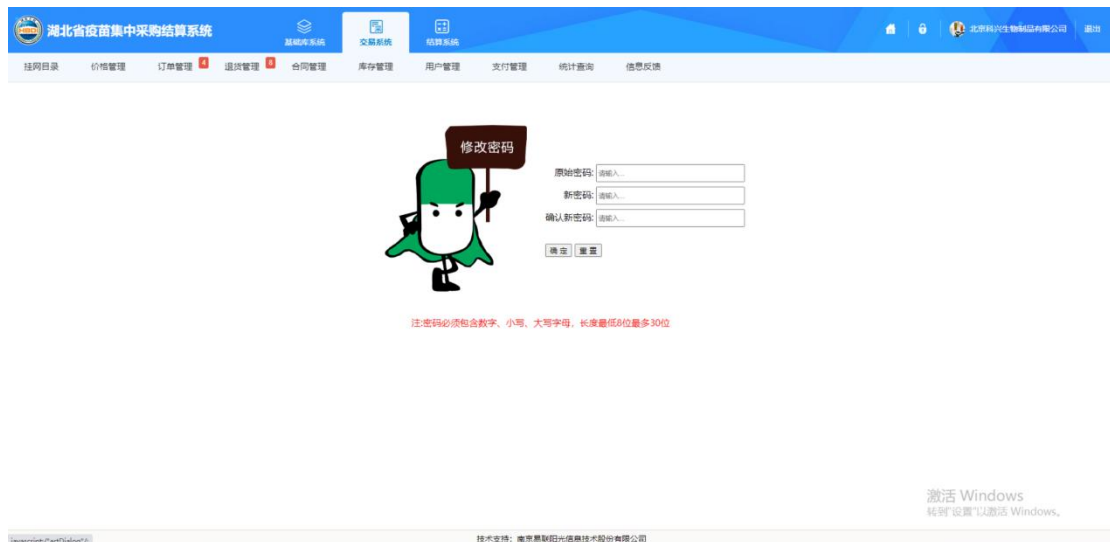 湖北省疫苗集中采购结算系统
基础库系统 交易系统 结算系统
北京科兴生物制品有限公司 退出
挂网目录 价格管理 订单管理 4 退货管理 8 合同管理 库存管理 用户管理 支付管理 统计查询 信息反馈
修改密码
原始密码: 请输入...
新密码: 请输入...
确认新密码: 请输入...
确 定 重 置
注:密码必须包含数字、小写、大写字母，长度最低8位最多30位
激活 Windows
转到"设置"以激活 Windows。
技术支持：南京易联阳光信息技术股份有限公司